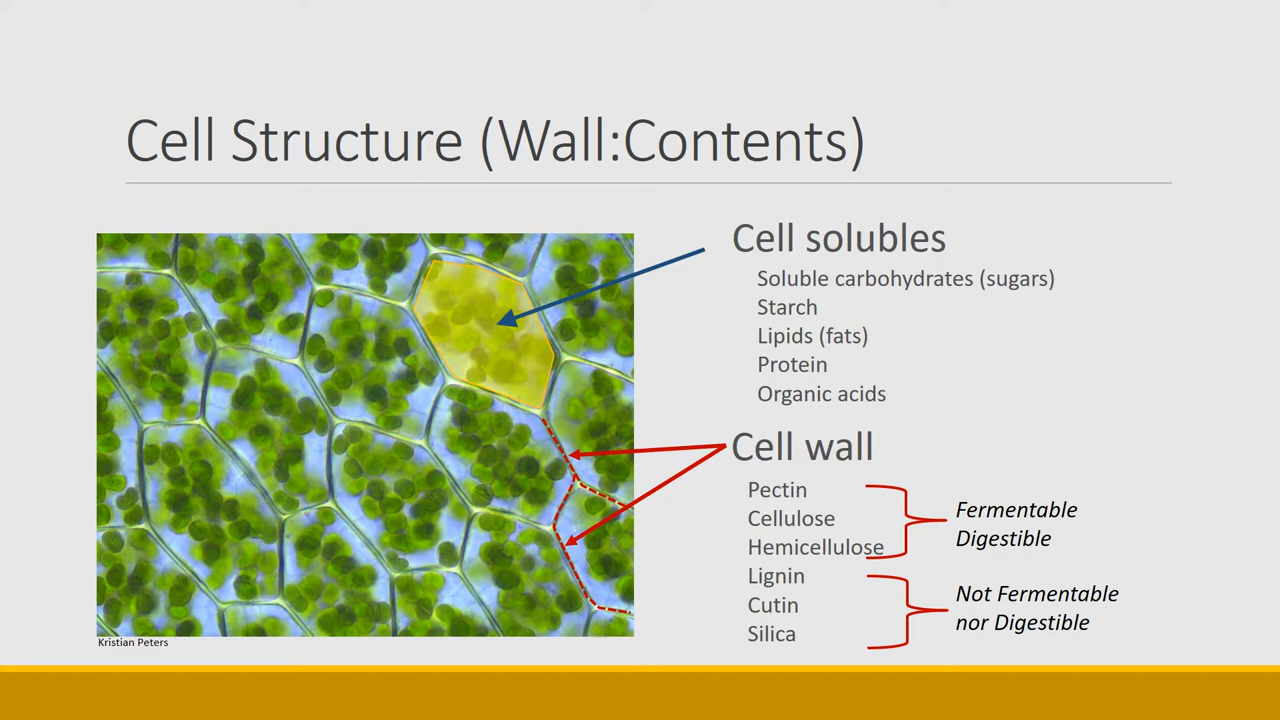 Cell Structure (Wall:Contents)
Cell solubles
Soluble carbohydrates (sugars)
Starch
Lipids (fats)
Protein
Organic acids
Cell wall
Pectin
Cellulose
Hemicellulose
Lignin
Cutin
Silica
Fermentable
Digestible
Not Fermentable
nor Digestible
Kristian Peters